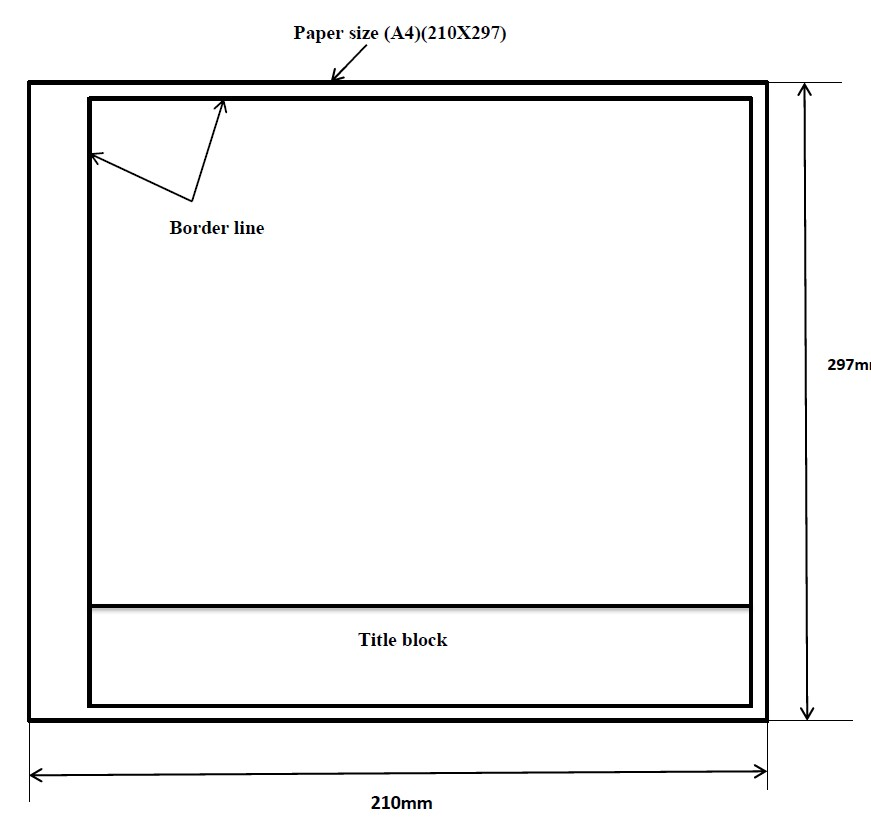 Paper size (A4)(210X297)
Border line
297m
Title block
210mm